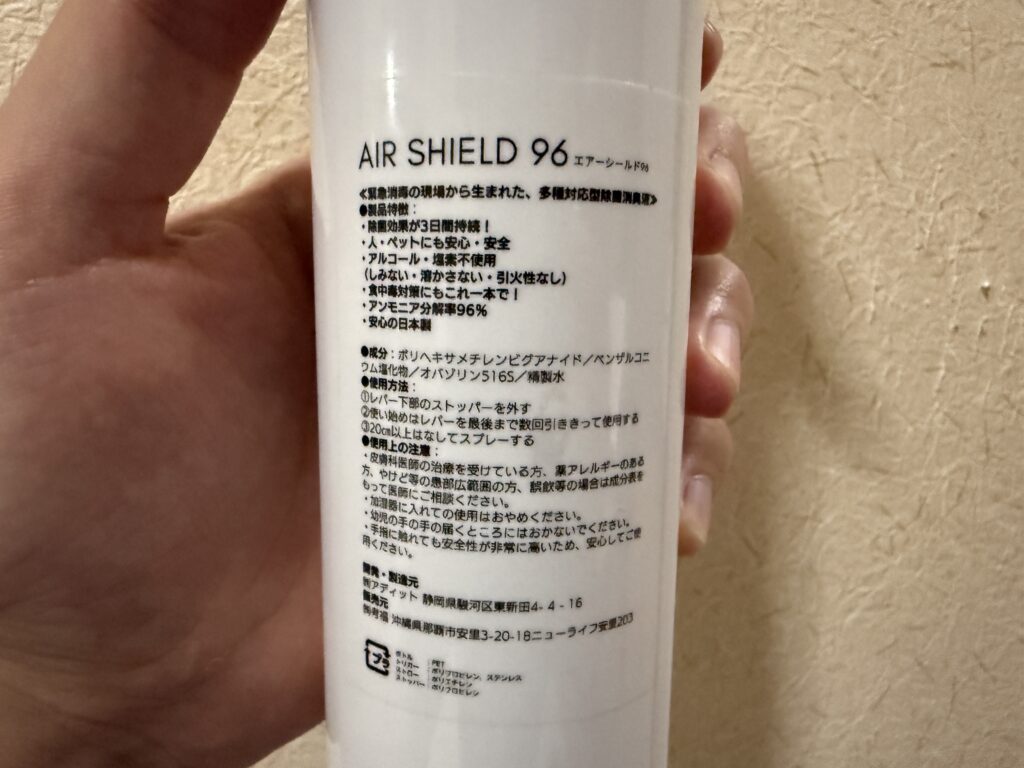 AIR SHIELD 96 エアーシールド96
≪緊急消毒の現場から生まれた、多種対応型除菌消臭液≫
●製品特徴：
・除菌効果が3日間持続！
・人・ペットにも安心・安全
・アルコール・塩素不使用
（しみない・溶かさない・引火性なし）
・食中毒対策にもこれ一本で！
・アンモニア分解率96%
・安心の日本製
●成分：ポリヘキサメチレンビグアナイド／ベンザルコニ
ウム塩化物／オバゾリン516S／精製水
●使用方法：
①レバー下部のストッパーを外す
②使い始めはレバーを最後まで数回引ききって使用する
③20cm以上はなしてスプレーする
●使用上の注意：
・皮膚科医師の治療を受けている方、薬アレルギーのある
方、やけど等の患部広範囲の方、誤飲等の場合は成分表を
もって医師にご相談ください。
・加湿器に入れての使用はおやめください。
・幼児の手の手の届くところにはおかないでください。
・手指に触れても安全性が非常に高いため、安心してご使
用ください。
開発・製造元
㈱アディット 静岡県駿河区東新田4- 4 - 16
販売元
㈲寿福 沖縄県那覇市安里3-20-18ニューライフ安里203
プラ
ボトル ：PET
トリガー ：ポリプロピレン、ステンレス
ストロー ：ポリエチレン
ストッパー ：ポリプロピレン